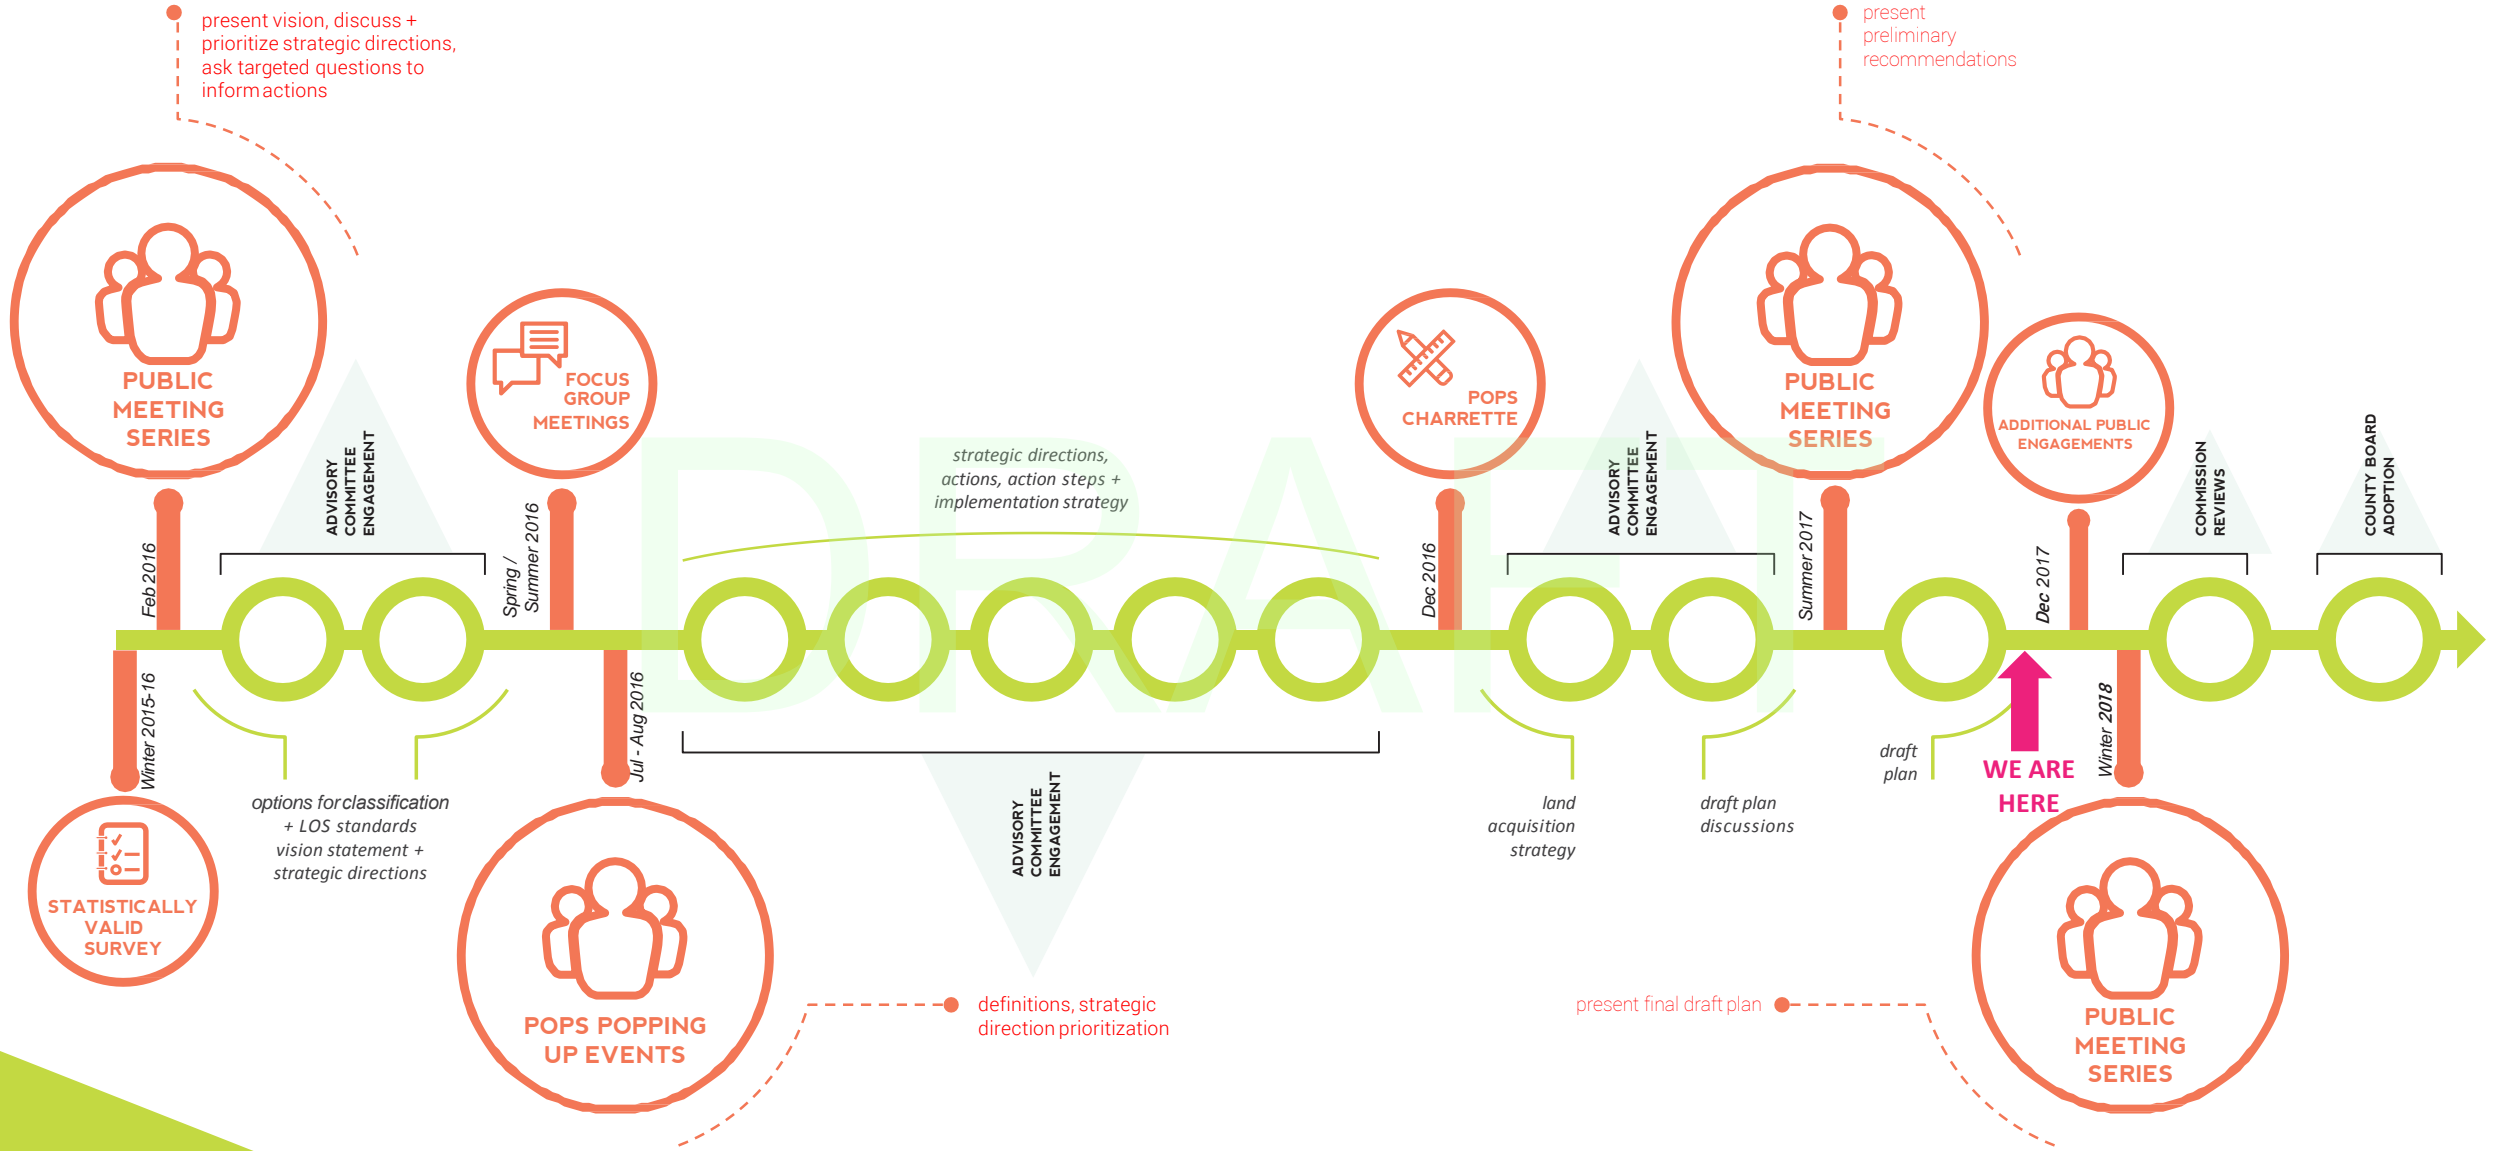 present vision, discuss +
prioritize strategic directions,
ask targeted questions to
inform actions
PUBLIC
MEETING
SERIES
Feb 2016
ADVISORY
COMMITTEE
ENGAGEMENT
FOCUS
GROUP
MEETINGS
Spring /
Summer 2016
strategic directions,
actions, action steps +
implementation strategy
POPS
CHARRETTE
Dec 2016
ADVISORY
COMMITTEE
ENGAGEMENT
present
preliminary
recommendations
PUBLIC
MEETING
SERIES
Summer 2017
ADDITIONAL PUBLIC
ENGAGEMENTS
Dec 2017
COMMISSION
REVIEWS
COUNTY BOARD
ADOPTION
DRAFT
Winter 2015-16
STATISTICALLY
VALID
SURVEY
options for classification
+ LOS standards
vision statement +
strategic directions
Jul - Aug 2016
POPS POPPING
UP EVENTS
definitions, strategic
direction prioritization
ADVISORY
COMMITTEE
ENGAGEMENT
land
acquisition
strategy
draft plan
discussions
draft
plan
WE ARE
HERE
Winter 2018
PUBLIC
MEETING
SERIES
present final draft plan